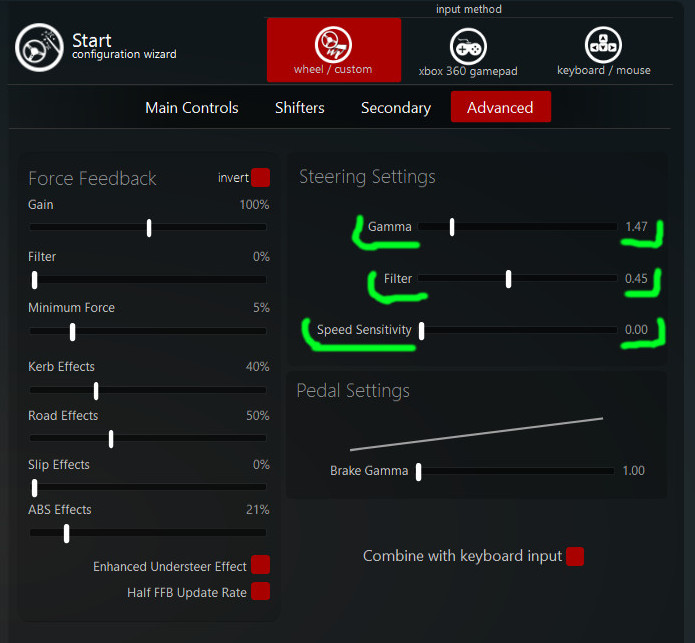 input method
Start
configuration wizard
wheel / custom
xbox 360 gamepad
keyboard / mouse
Main Controls Shifters Secondary Advanced
Force Feedback invert
Gain 100%
Filter 0%
Minimum Force 5%
Kerb Effects 40%
Road Effects 50%
Slip Effects 0%
ABS Effects 21%
Enhanced Understeer Effect
Half FFB Update Rate
Steering Settings
Gamma 1.47
Filter 0.45
Speed Sensitivity 0.00
Pedal Settings
Brake Gamma 1.00
Combine with keyboard input